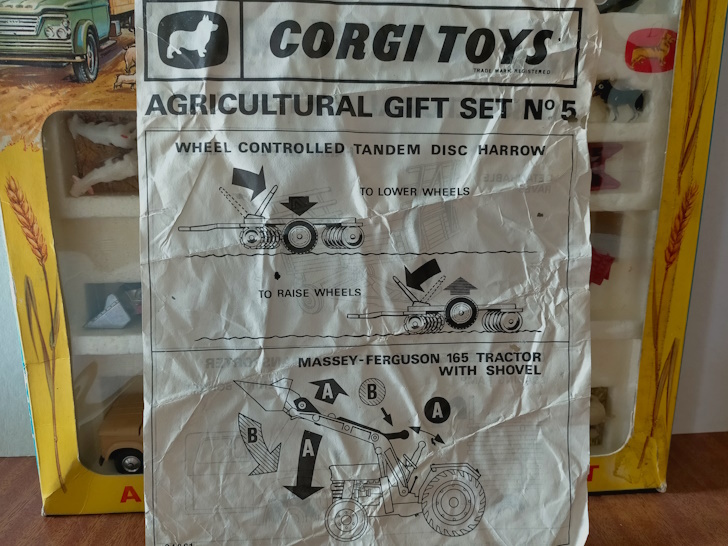 CORGI TOYS
TRADE MARK REGISTERED
AGRICULTURAL GIFT SET Nº 5
WHEEL CONTROLLED TANDEM DISC HARROW
TO LOWER WHEELS
TO RAISE WHEELS
MASSEY-FERGUSON 165 TRACTOR
WITH SHOVEL
A
B
A
B
A
A
T